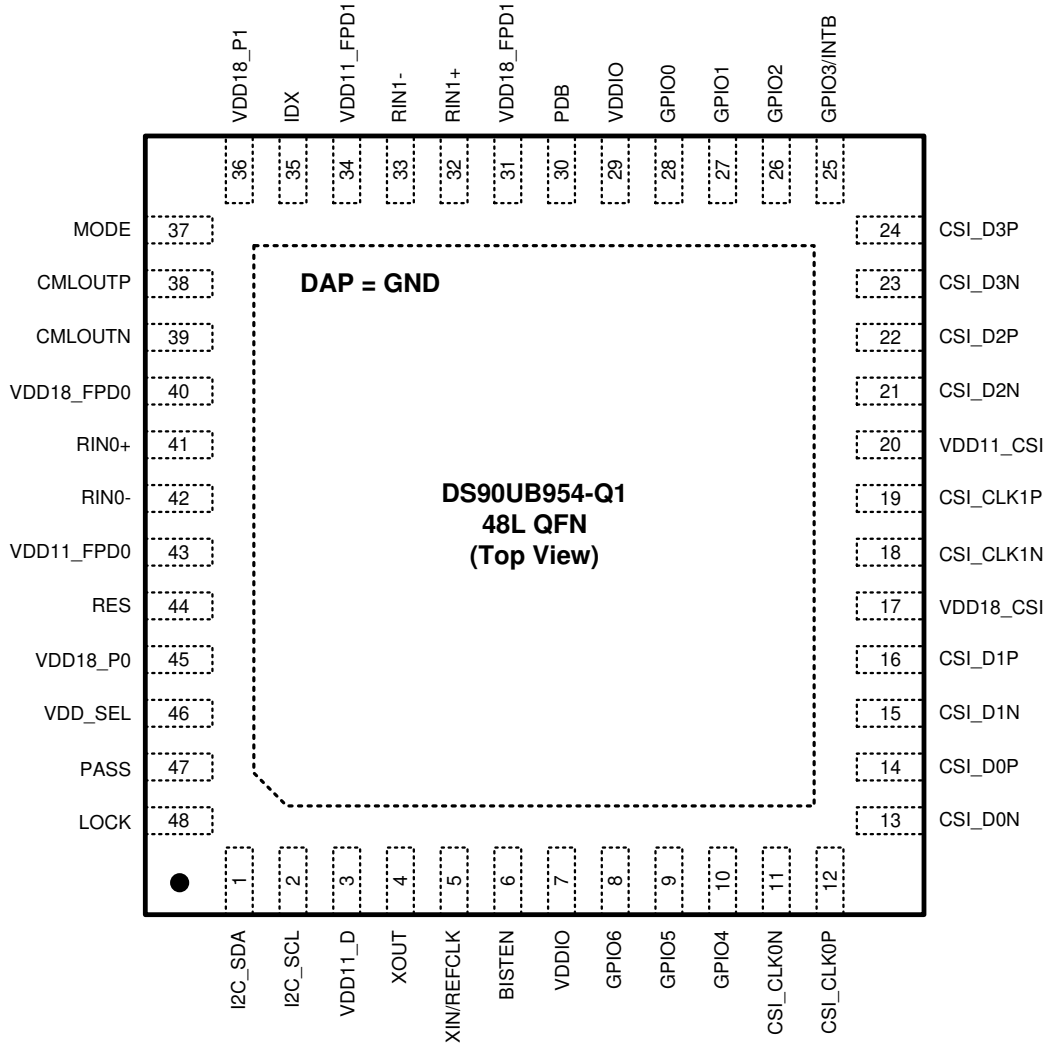 VDD18_P1
IDX
VDD11_FPD1
RIN1-
RIN1+
VDD18_FPD1
PDB
VDDIO
GPIO0
GPIO1
GPIO2
GPIO3/INTB
36
35
34
33
32
31
30
29
28
27
26
25
MODE 37
CMLOUTP 38
CMLOUTN 39
VDD18_FPD0 40
RIN0+ 41
RIN0- 42
VDD11_FPD0 43
RES 44
VDD18_P0 45
VDD_SEL 46
PASS 47
LOCK 48
DAP = GND
DS90UB954-Q1
48L QFN
(Top View)
24 CSI_D3P
23 CSI_D3N
22 CSI_D2P
21 CSI_D2N
20 VDD11_CSI
19 CSI_CLK1P
18 CSI_CLK1N
17 VDD18_CSI
16 CSI_D1P
15 CSI_D1N
14 CSI_D0P
13 CSI_D0N
1
2
3
4
5
6
7
8
9
10
11
12
I2C_SDA
I2C_SCL
VDD11_D
XOUT
XIN/REFCLK
BISTEN
VDDIO
GPIO6
GPIO5
GPIO4
CSI_CLK0N
CSI_CLK0P